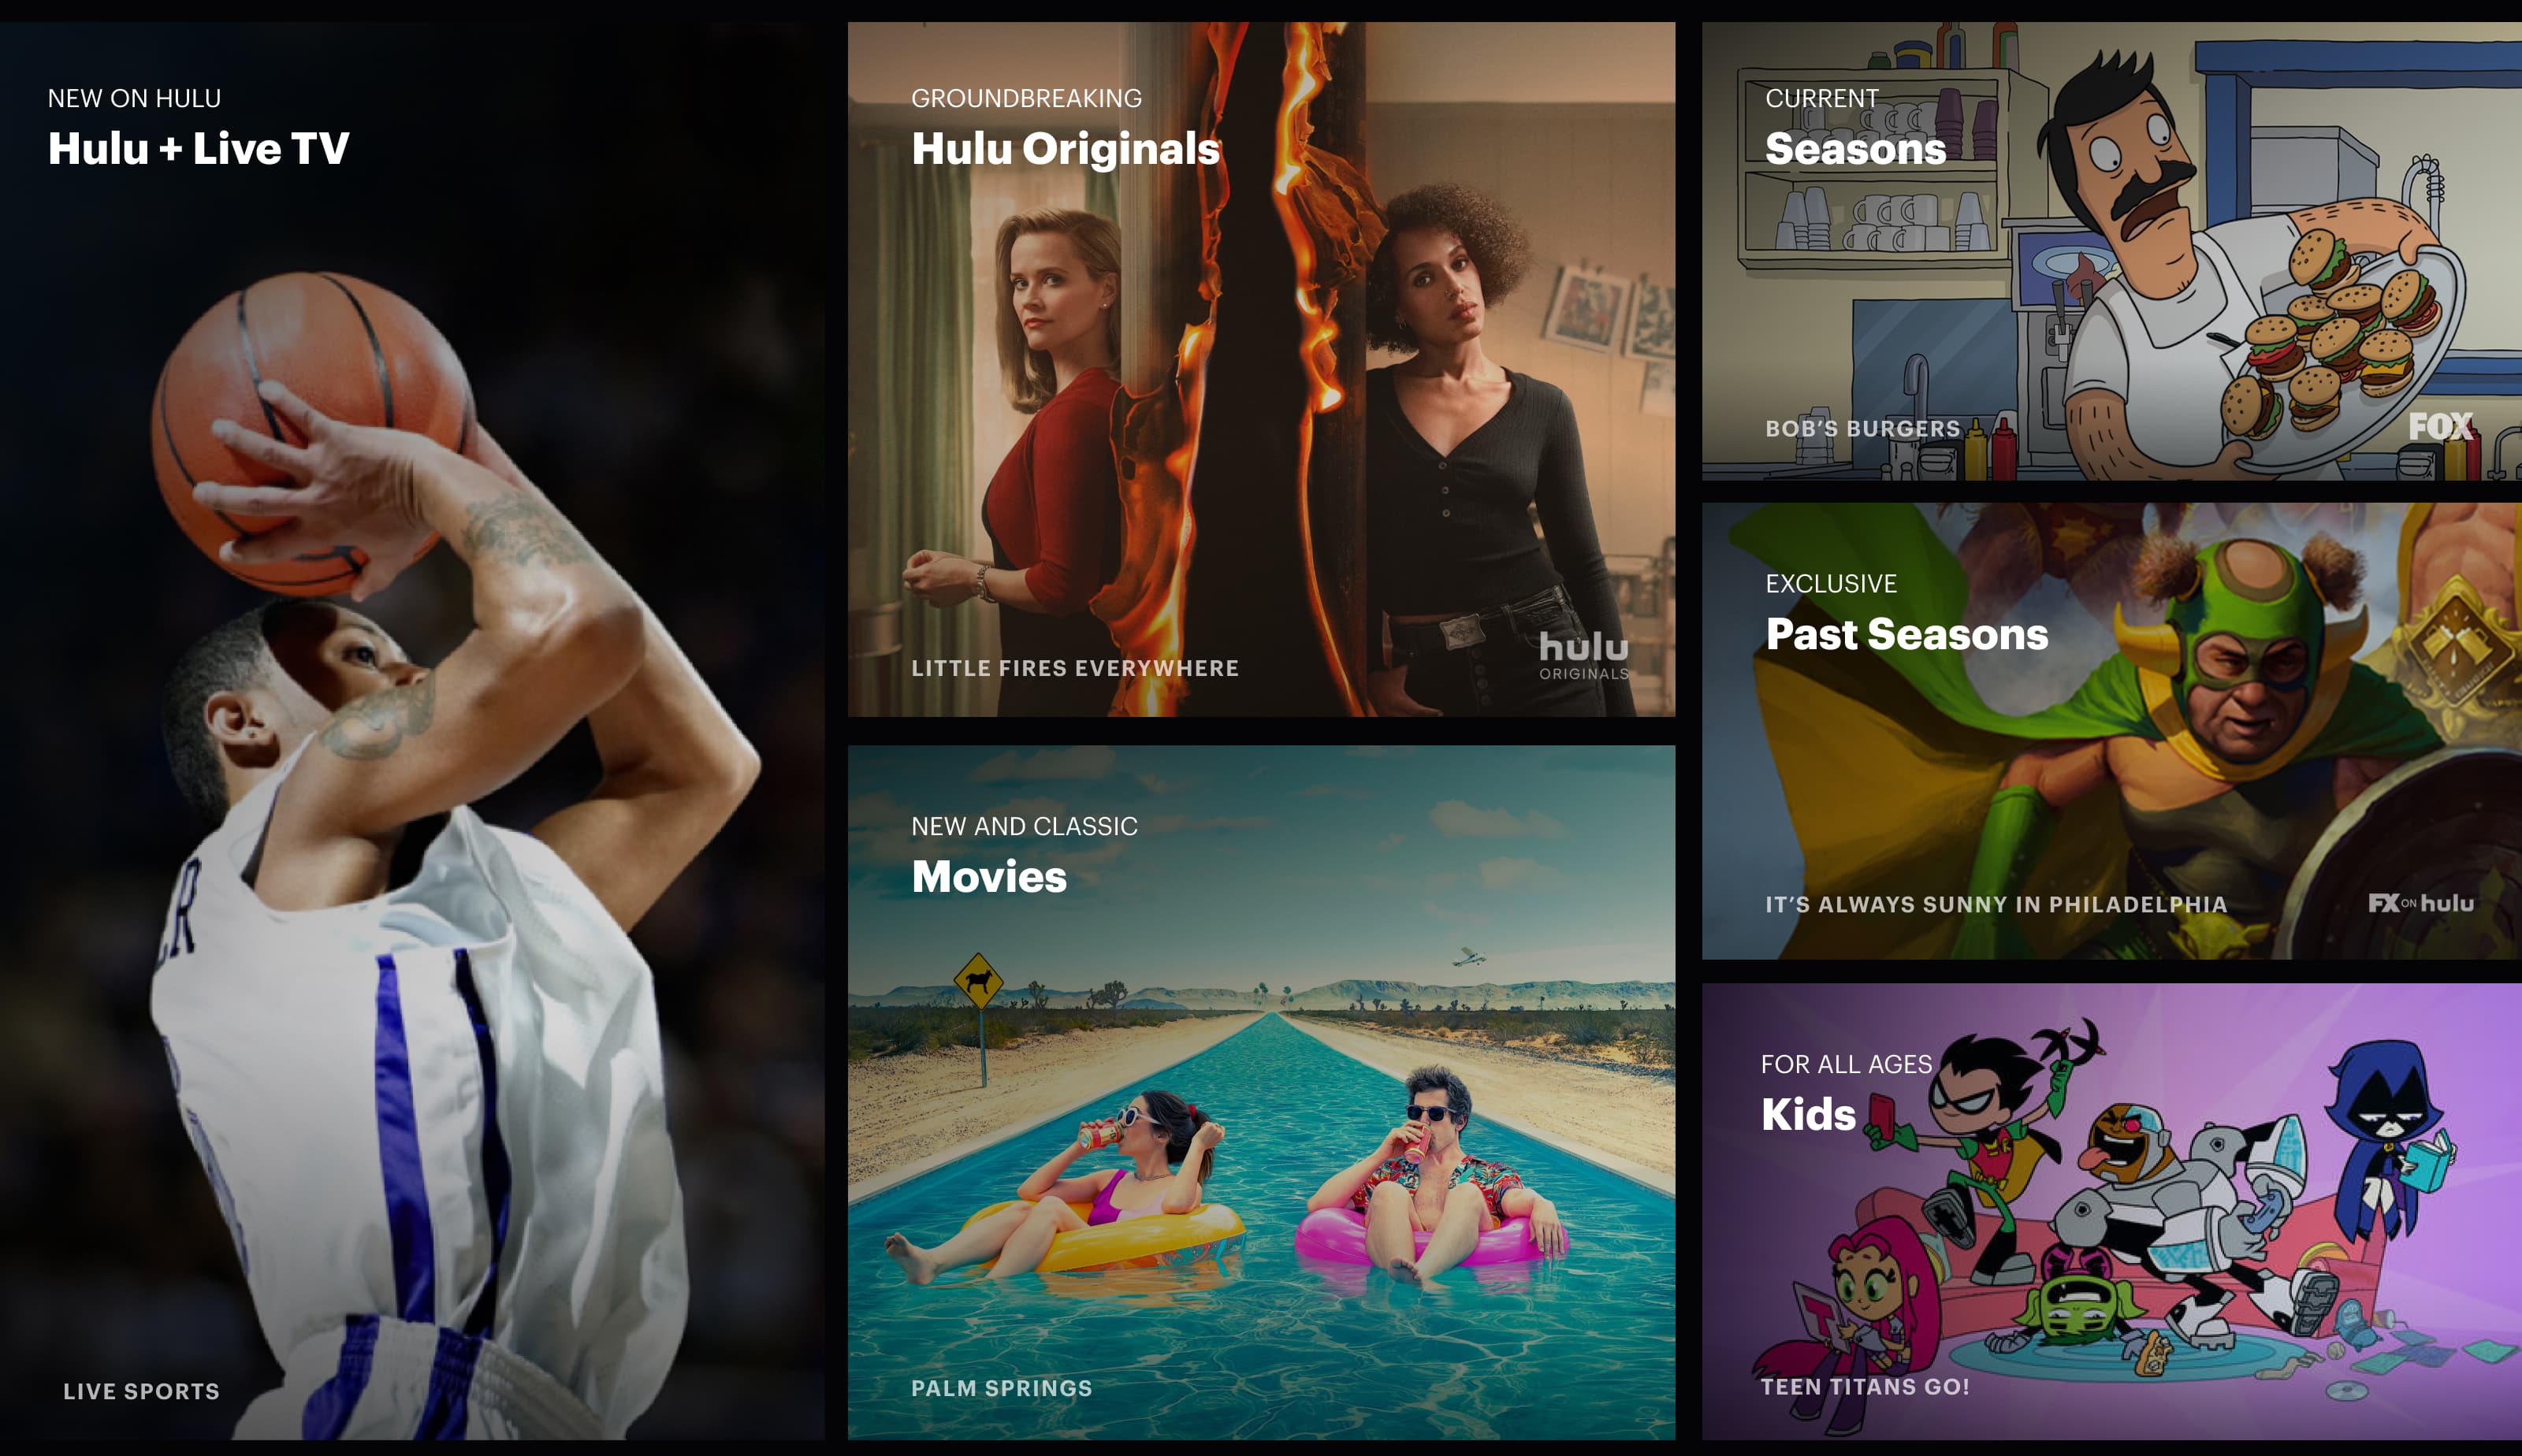 NEW ON HULU
Hulu + Live TV
LIVE SPORTS
GROUNDBREAKING
Hulu Originals
LITTLE FIRES EVERYWHERE
hulu
ORIGINALS
NEW AND CLASSIC
Movies
PALM SPRINGS
CURRENT
Seasons
BOB’S BURGERS
FOX
EXCLUSIVE
Past Seasons
IT’S ALWAYS SUNNY IN PHILADELPHIA
FX ON hulu
FOR ALL AGES
Kids
T
TEEN TITANS GO!